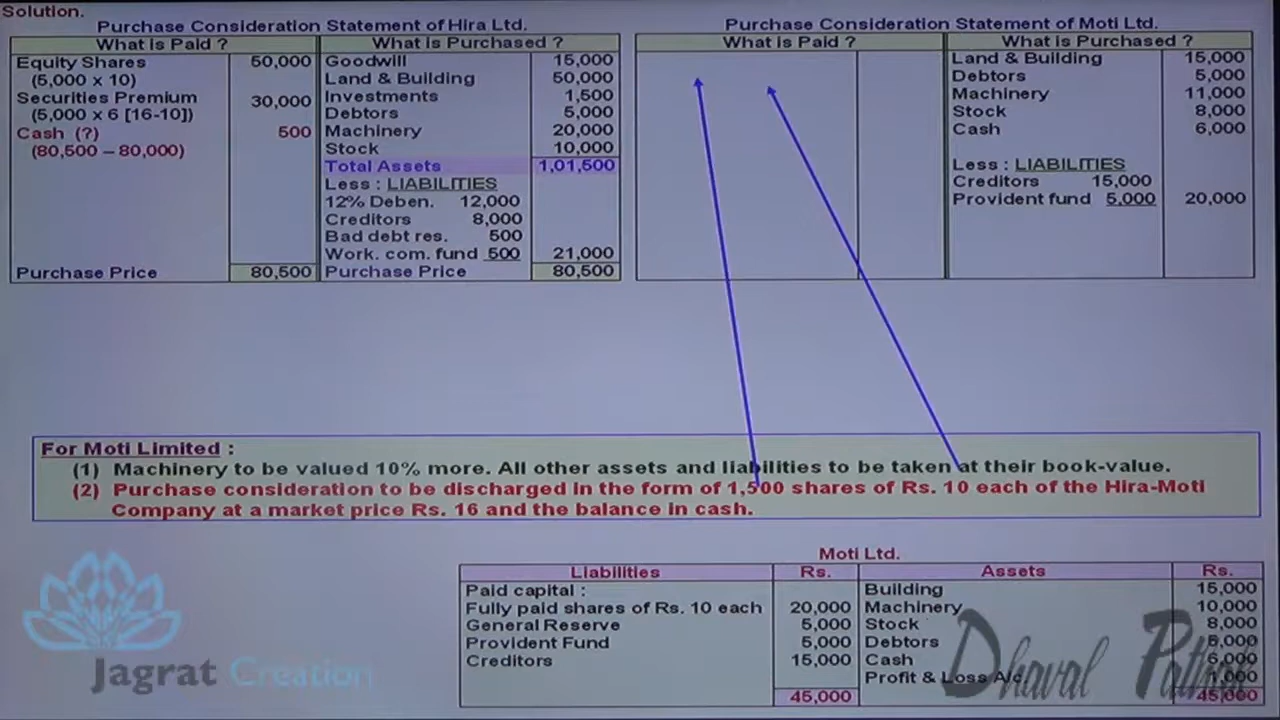 Solution.
Purchase Consideration Statement of Hira Ltd.
What is Paid ? What is Purchased ?
Equity Shares 50,000 Goodwill 15,000
(5,000 x 10) Land & Building 50,000
Securities Premium 30,000 Investments 1,500
(5,000 x 6 [16-10]) Debtors 5,000
Cash (?) 500 Machinery 20,000
(80,500 – 80,000) Stock 10,000
Total Assets 1,01,500
Less : LIABILITIES
12% Deben. 12,000
Creditors 8,000
Bad debt res. 500
Work. com. fund 500 21,000
Purchase Price 80,500 Purchase Price 80,500
Purchase Consideration Statement of Moti Ltd.
What is Paid ? What is Purchased ?
Land & Building 15,000
Debtors 5,000
Machinery 11,000
Stock 8,000
Cash 6,000
Less : LIABILITIES
Creditors 15,000
Provident fund 5,000 20,000
For Moti Limited :
(1) Machinery to be valued 10% more. All other assets and liabilities to be taken at their book-value.
(2) Purchase consideration to be discharged in the form of 1,500 shares of Rs. 10 each of the Hira-Moti
Company at a market price Rs. 16 and the balance in cash.
Moti Ltd.
Liabilities Rs. Assets Rs.
Paid capital : Building 15,000
Fully paid shares of Rs. 10 each 20,000 Machinery 10,000
General Reserve 5,000 Stock 8,000
Provident Fund 5,000 Debtors 5,000
Creditors 15,000 Cash 6,000
Profit & Loss A/c. 1,000
45,000 45,000
Jagrat Creation
Dhaval Pathak